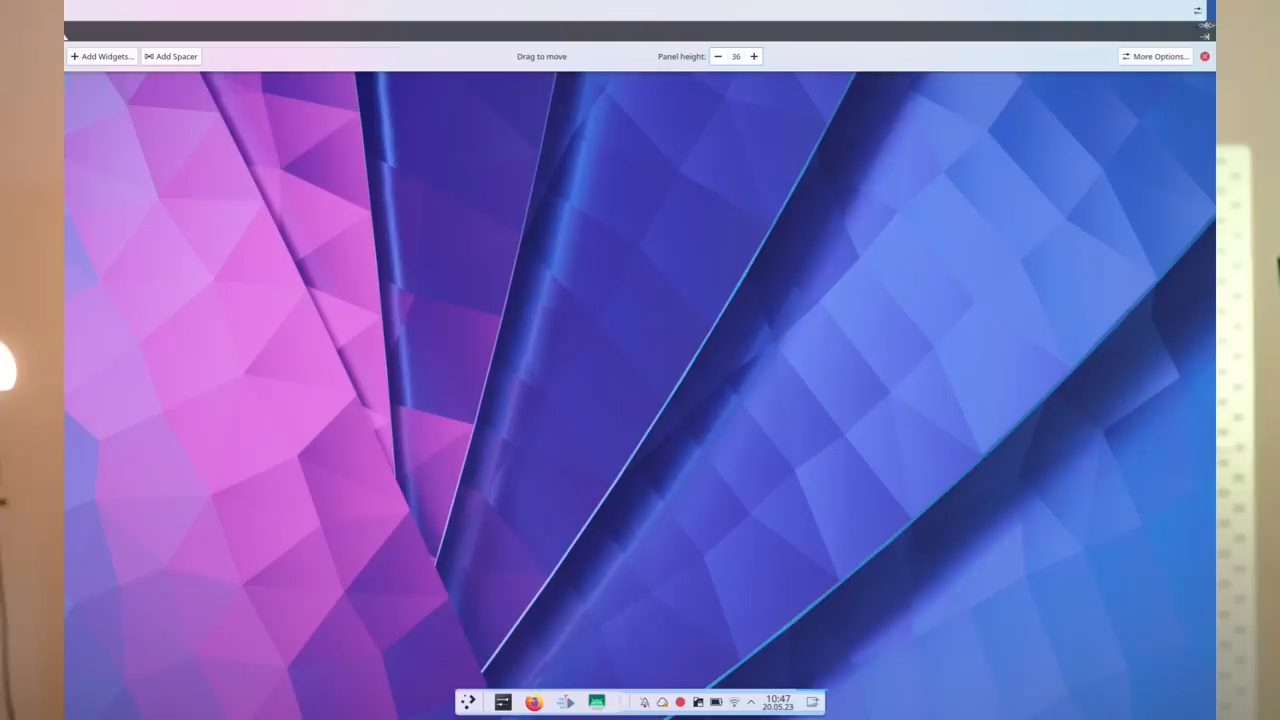 Add Widgets...
Add Spacer
Drag to move
Panel height:
36
More Options...
10:47
20.05.23